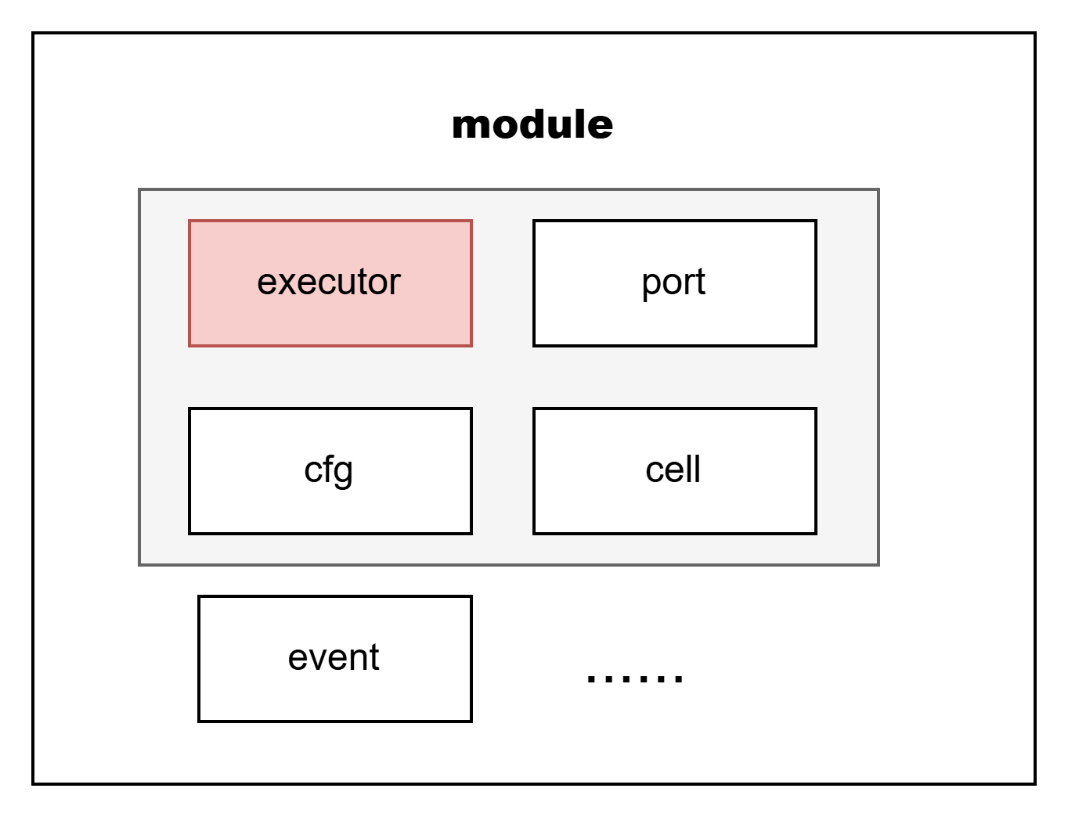 module
executor
port
cfg
cell
event
......